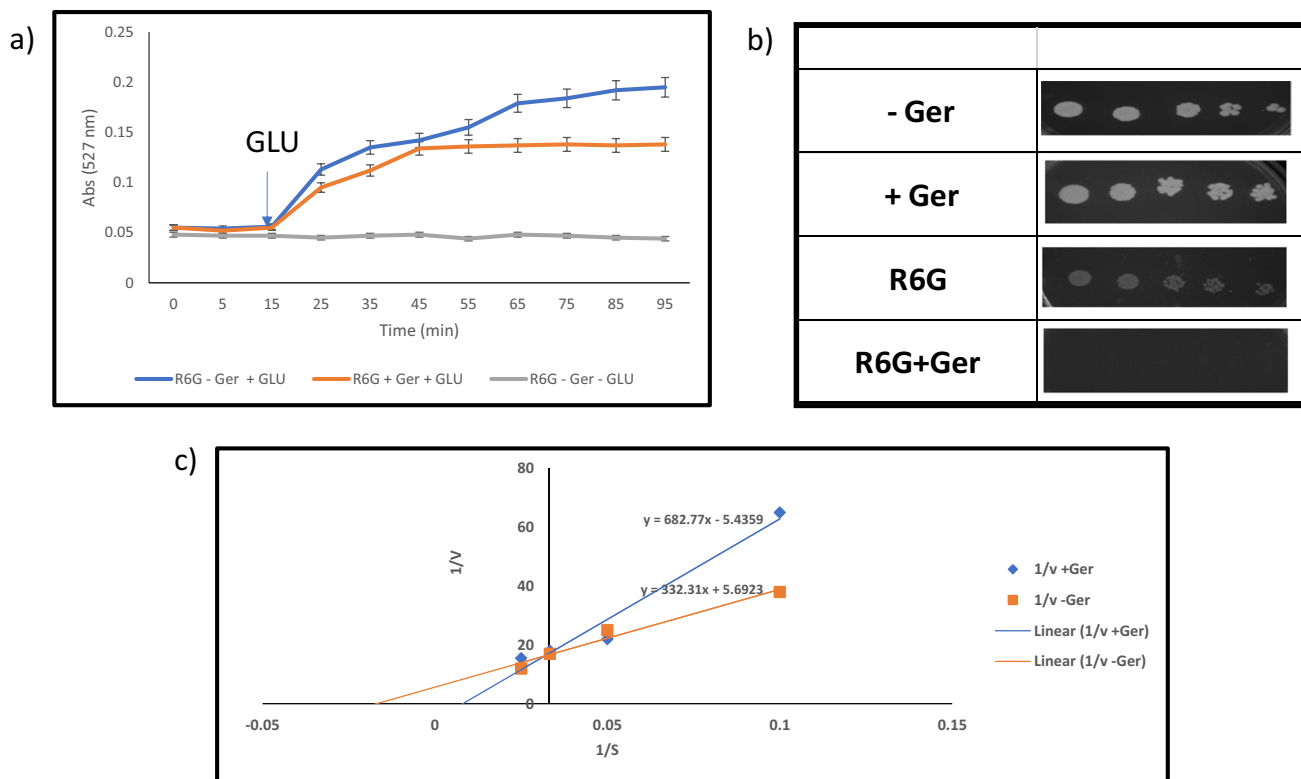 a)
0.25
0.2
0.15
0.1
0.05
0
Abs (527 nm)
GLU
0 5 15 25 35 45 55 65 75 85 95
Time (min)
R6G - Ger + GLU R6G + Ger + GLU R6G - Ger - GLU
b)
- Ger
+ Ger
R6G
R6G+Ger
c)
80
60
40
20
0
1/V
y = 682.77x - 5.4359
y = 332.31x + 5.6923
-0.05 0 0.05 0.1 0.15
1/S
1/v +Ger
1/v -Ger
Linear (1/v +Ger)
Linear (1/v -Ger)